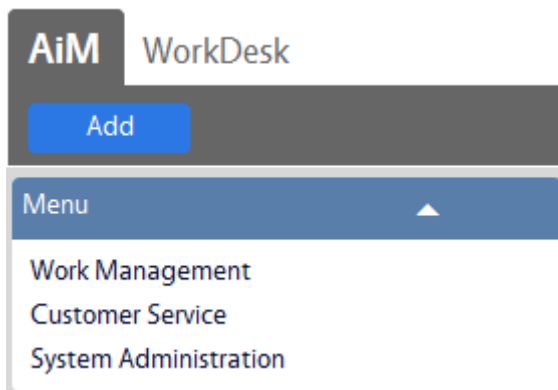 AiM WorkDesk
Add
Menu
Work Management
Customer Service
System Administration